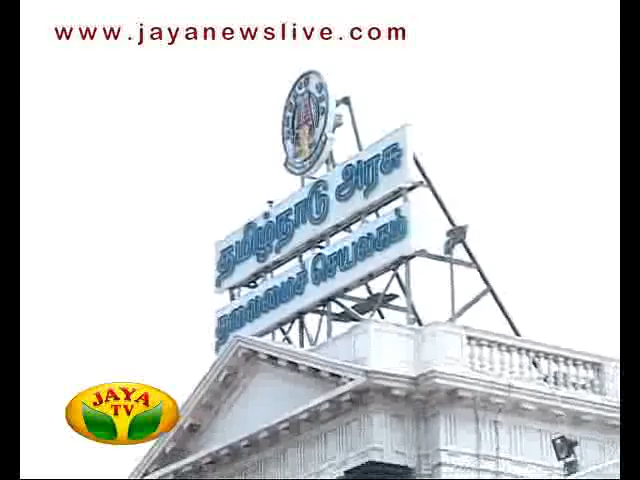 www.jayanewslive.com
தமிழ்நாடு அரசு
தலைமைச் செயலகம்
JAYA
TV